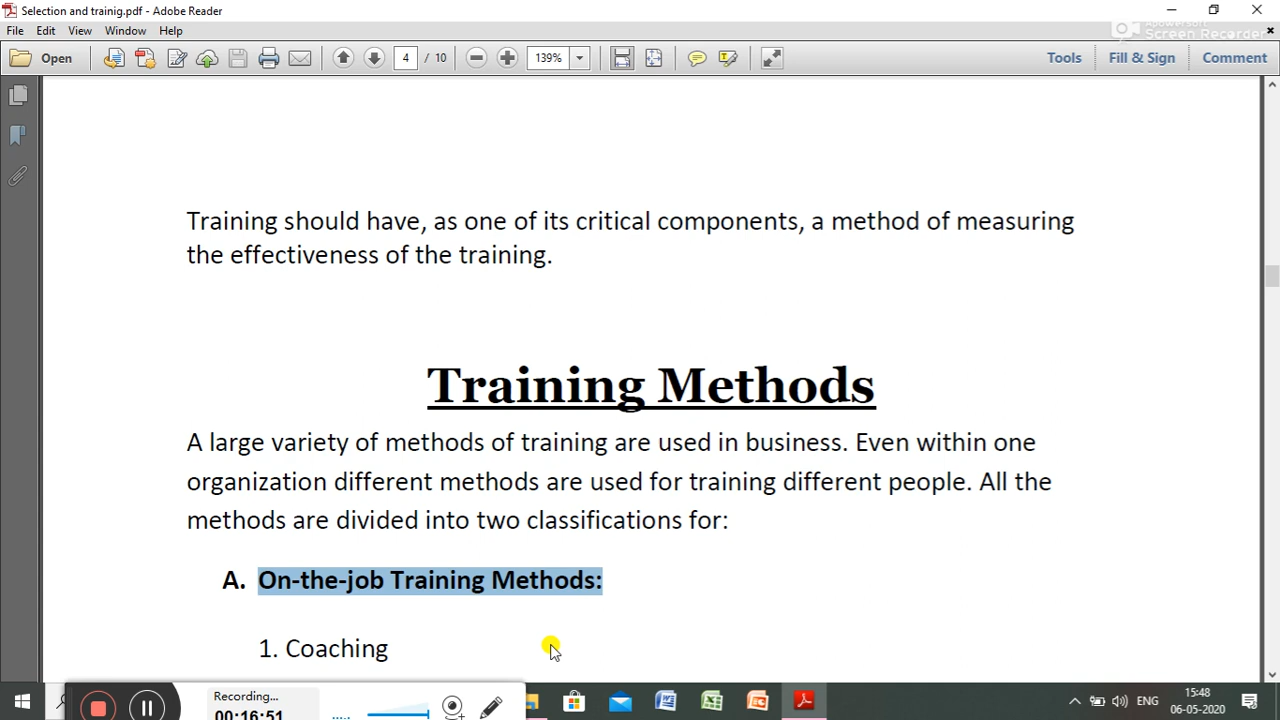 Selection and trainig.pdf - Adobe Reader
File Edit View Window Help
Apowersoft
Screen Recorder
Open 4 / 10 139% Tools Fill & Sign Comment
Training should have, as one of its critical components, a method of measuring
the effectiveness of the training.
Training Methods
A large variety of methods of training are used in business. Even within one
organization different methods are used for training different people. All the
methods are divided into two classifications for:
A. On-the-job Training Methods:
1. Coaching
Recording...
00:16:51
ENG
15:48
06-05-2020